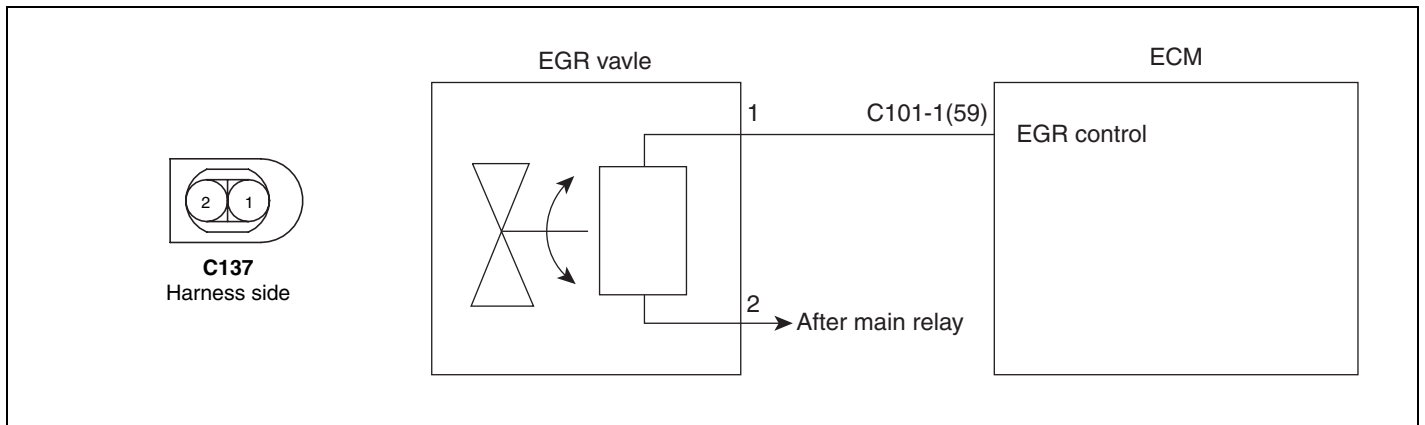 EGR vavle
ECM
1
C101-1(59)
EGR control
2 1
C137
Harness side
2
After main relay